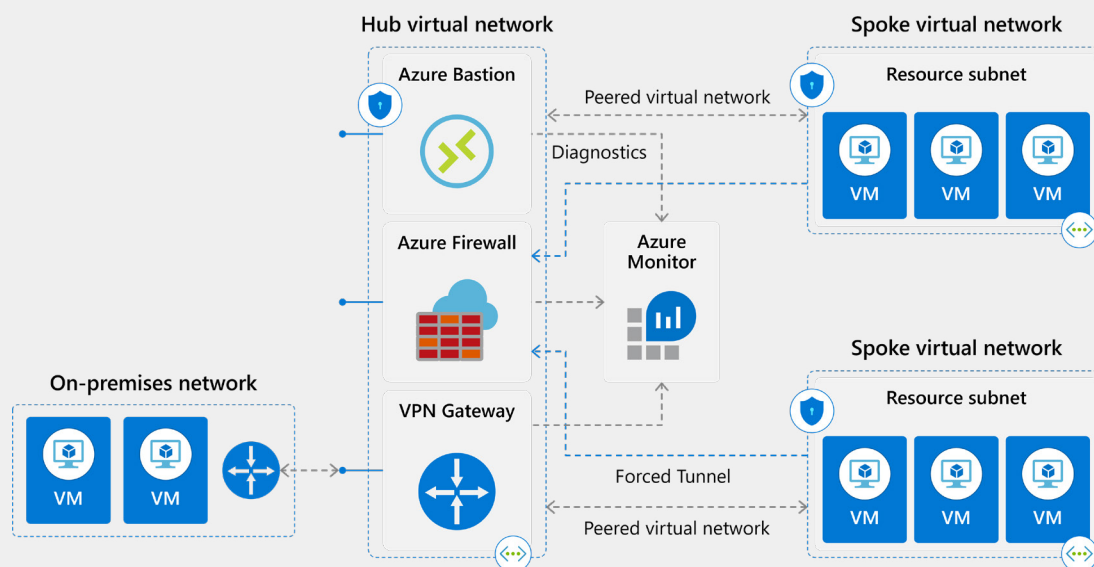 Hub virtual network
Spoke virtual network
Azure Bastion
Resource subnet
Peered virtual network
Diagnostics
VM
VM
VM
Azure Firewall
Azure
Monitor
Spoke virtual network
On-premises network
Resource subnet
VPN Gateway
VM
VM
Forced Tunnel
VM
VM
VM
Peered virtual network